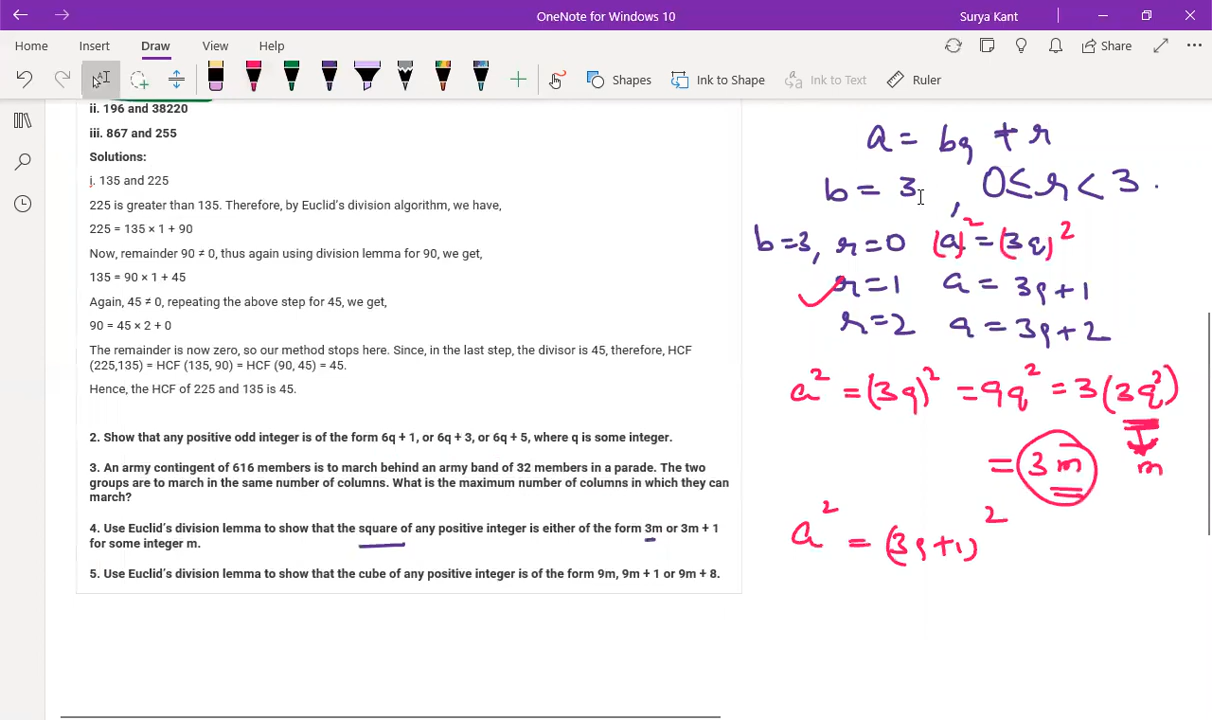 OneNote for Windows 10
Surya Kant
Home Insert Draw View Help
Share
Shapes Ink to Shape Ink to Text Ruler
ii. 196 and 38220
iii. 867 and 255
Solutions:
i. 135 and 225
225 is greater than 135. Therefore, by Euclid's division algorithm, we have,
225 = 135 × 1 + 90
Now, remainder 90 ≠ 0, thus again using division lemma for 90, we get,
135 = 90 × 1 + 45
Again, 45 ≠ 0, repeating the above step for 45, we get,
90 = 45 × 2 + 0
The remainder is now zero, so our method stops here. Since, in the last step, the divisor is 45, therefore, HCF
(225,135) = HCF (135, 90) = HCF (90, 45) = 45.
Hence, the HCF of 225 and 135 is 45.
2. Show that any positive odd integer is of the form 6q + 1, or 6q + 3, or 6q + 5, where q is some integer.
3. An army contingent of 616 members is to march behind an army band of 32 members in a parade. The two
groups are to march in the same number of columns. What is the maximum number of columns in which they can
march?
4. Use Euclid's division lemma to show that the square of any positive integer is either of the form 3m or 3m + 1
for some integer m.
5. Use Euclid's division lemma to show that the cube of any positive integer is of the form 9m, 9m + 1 or 9m + 8.
a = bq + r
b = 3, 0 ≤ r < 3.
b = 3, r = 0 (a)² = (3q)²
r = 1 a = 3q + 1
r = 2 a = 3q + 2
a² = (3q)² = 9q² = 3(3q²)
= 3m m
a² = (3q+1)²